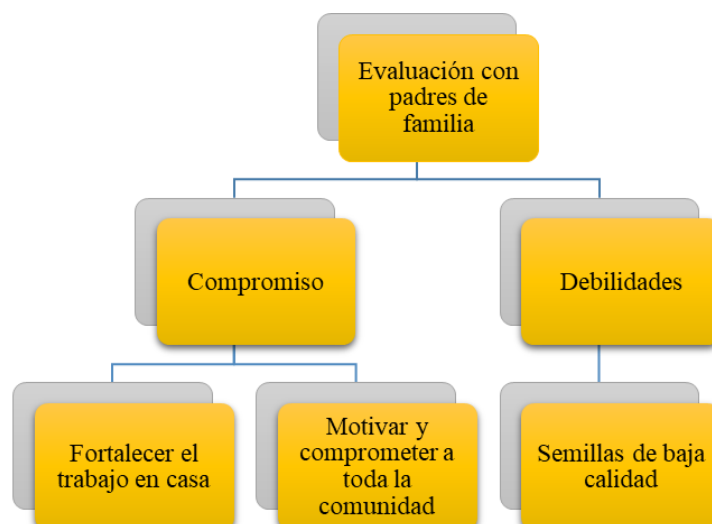 Evaluación con
padres de
familia
Compromiso
Debilidades
Fortalecer el
trabajo en casa
Motivar y
comprometer a
toda la
comunidad
Semillas de baja
calidad